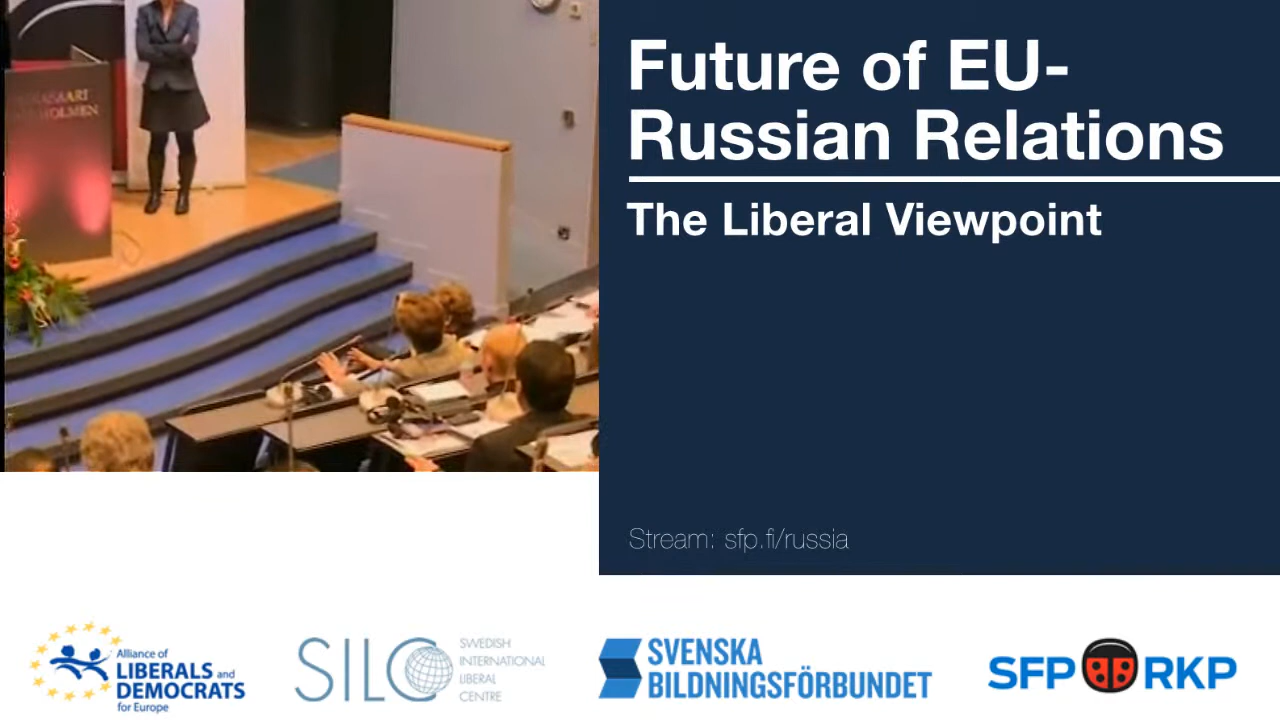 Future of EU-
Russian Relations
The Liberal Viewpoint
Stream: sfp.fi/russia
Alliance of
LIBERALS and
DEMOCRATS
for Europe
SILC
SWEDISH
INTERNATIONAL
LIBERAL
CENTRE
SVENSKA
BILDNINGSFÖRBUNDET
SFP RKP